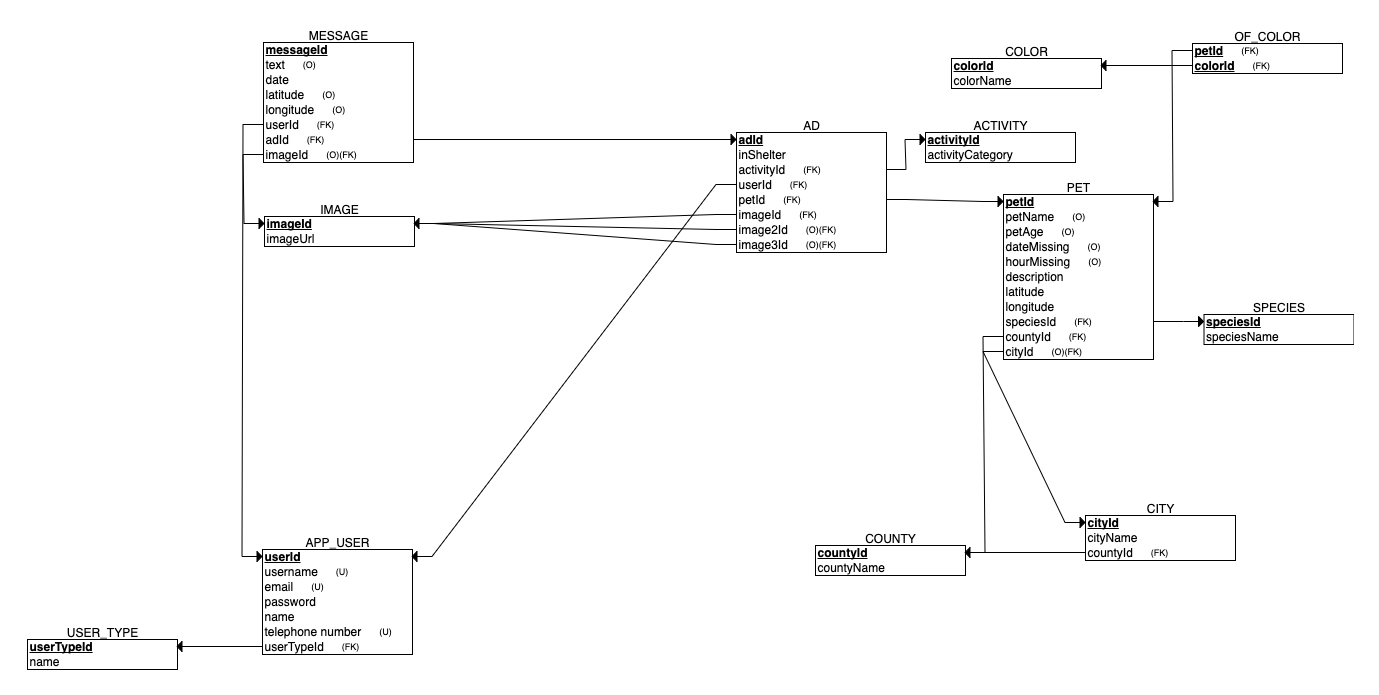 MESSAGE
messageId
text (O)
date
latitude (O)
longitude (O)
userId (FK)
adId (FK)
imageId (O)(FK)
IMAGE
imageId
imageUrl
AD
adId
inShelter
activityId (FK)
userId (FK)
petId (FK)
imageId (FK)
image2Id (O)(FK)
image3Id (O)(FK)
COLOR
colorId
colorName
OF_COLOR
petId (FK)
colorId (FK)
ACTIVITY
activityId
activityCategory
PET
petId
petName (O)
petAge (O)
dateMissing (O)
hourMissing (O)
description
latitude
longitude
speciesId (FK)
countyId (FK)
cityId (O)(FK)
SPECIES
speciesId
speciesName
CITY
cityId
cityName
countyId (FK)
COUNTY
countyId
countyName
APP_USER
userId
username (U)
email (U)
password
name
telephone number (U)
userTypeId (FK)
USER_TYPE
userTypeId
name